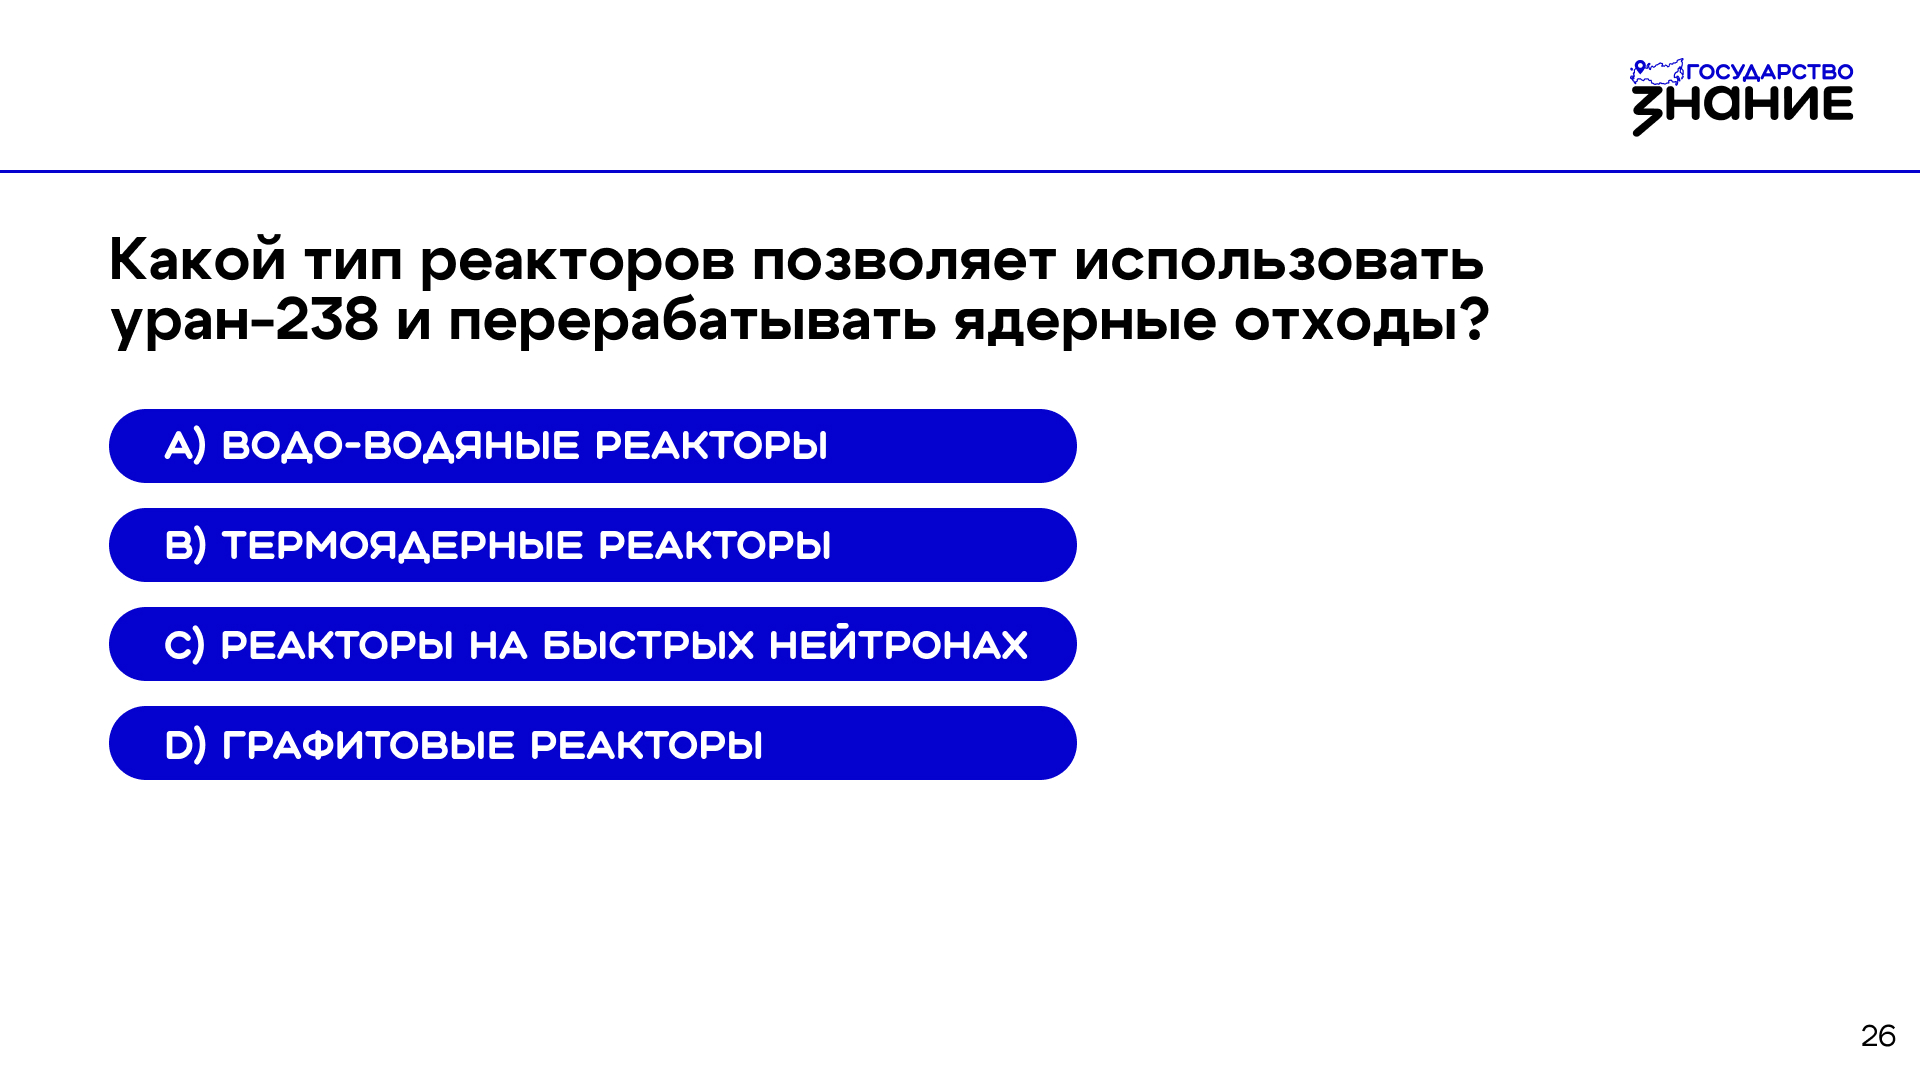 ГОСУДАРСТВО
ЗНАНИЕ
Какой тип реакторов позволяет использовать
уран-238 и перерабатывать ядерные отходы?
A) ВОДО-ВОДЯНЫЕ РЕАКТОРЫ
B) ТЕРМОЯДЕРНЫЕ РЕАКТОРЫ
C) РЕАКТОРЫ НА БЫСТРЫХ НЕЙТРОНАХ
D) ГРАФИТОВЫЕ РЕАКТОРЫ
26